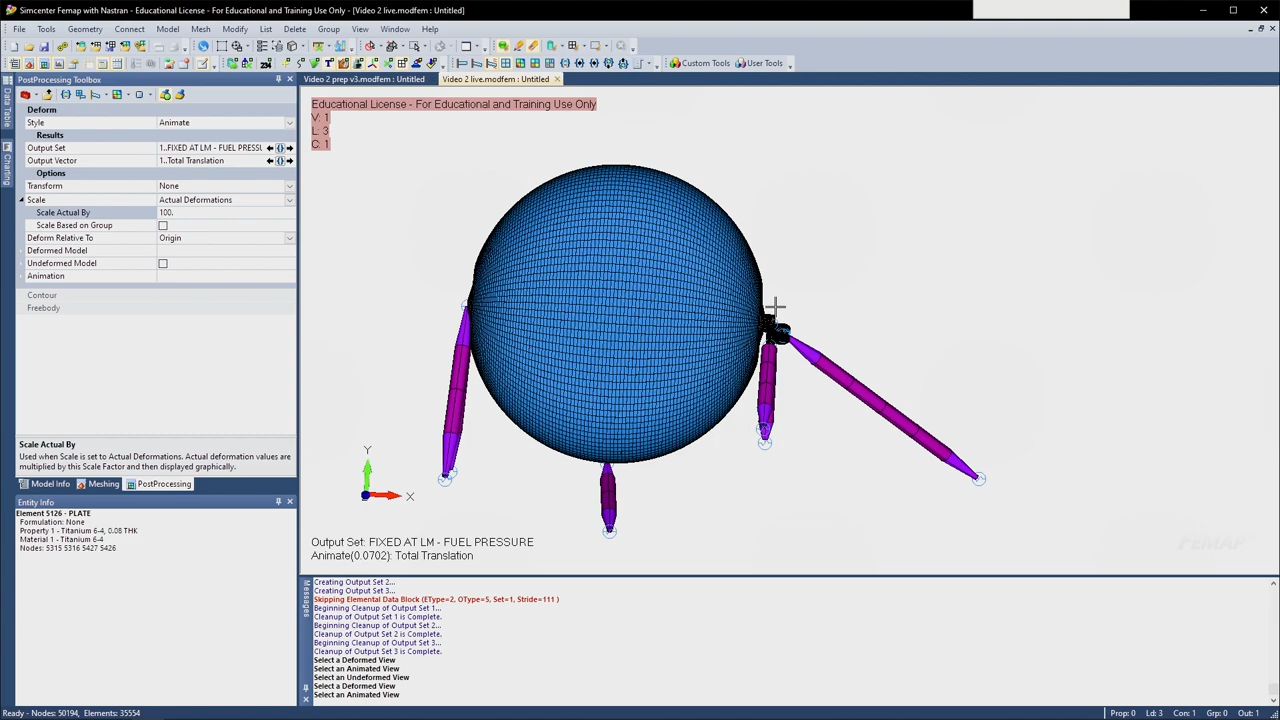 Simcenter Femap with Nastran - Educational License - For Educational and Training Use Only - [Video 2 live.modfem : Untitled]
File Tools Geometry Connect Model Mesh Modify List Delete Group View Window Help
Custom Tools User Tools
PostProcessing Toolbox
Video 2 prep v3.modfem : Untitled Video 2 live.modfem : Untitled
Data Table
Charting
Deform
Style Animate
Results
Output Set 1..FIXED AT LM - FUEL PRESSU
Output Vector 1..Total Translation
Options
Transform None
Scale Actual Deformations
Scale Actual By 100.
Scale Based on Group
Deform Relative To Origin
Deformed Model
Undeformed Model
Animation
Contour
Freebody
Scale Actual By
Used when Scale is set to Actual Deformations. Actual deformation values are
multiplied by this Scale Factor and then displayed graphically.
Model Info Meshing PostProcessing
Entity Info
Element 5126 - PLATE
Formulation: None
Property 1 - Titanium 6-4, 0.08 THK
Material 1 - Titanium 6-4
Nodes: 5315 5316 5427 5426
Educational License - For Educational and Training Use Only
V: 1
L: 3
C: 1
Y
X
Output Set: FIXED AT LM - FUEL PRESSURE
Animate(0.0702): Total Translation
FEMAP
Messages
Creating Output Set 2...
Creating Output Set 3...
Skipping Elemental Data Block (EType=2, OType=5, Set=1, Stride=111 )
Beginning Cleanup of Output Set 1...
Cleanup of Output Set 1 is Complete.
Beginning Cleanup of Output Set 2...
Cleanup of Output Set 2 is Complete.
Beginning Cleanup of Output Set 3...
Cleanup of Output Set 3 is Complete.
Select a Deformed View
Select an Animated View
Select an Undeformed View
Select a Deformed View
Select an Animated View
Ready - Nodes: 50194, Elements: 35554
Prop: 0 Ld: 3 Con: 1 Grp: 0 Out: 1